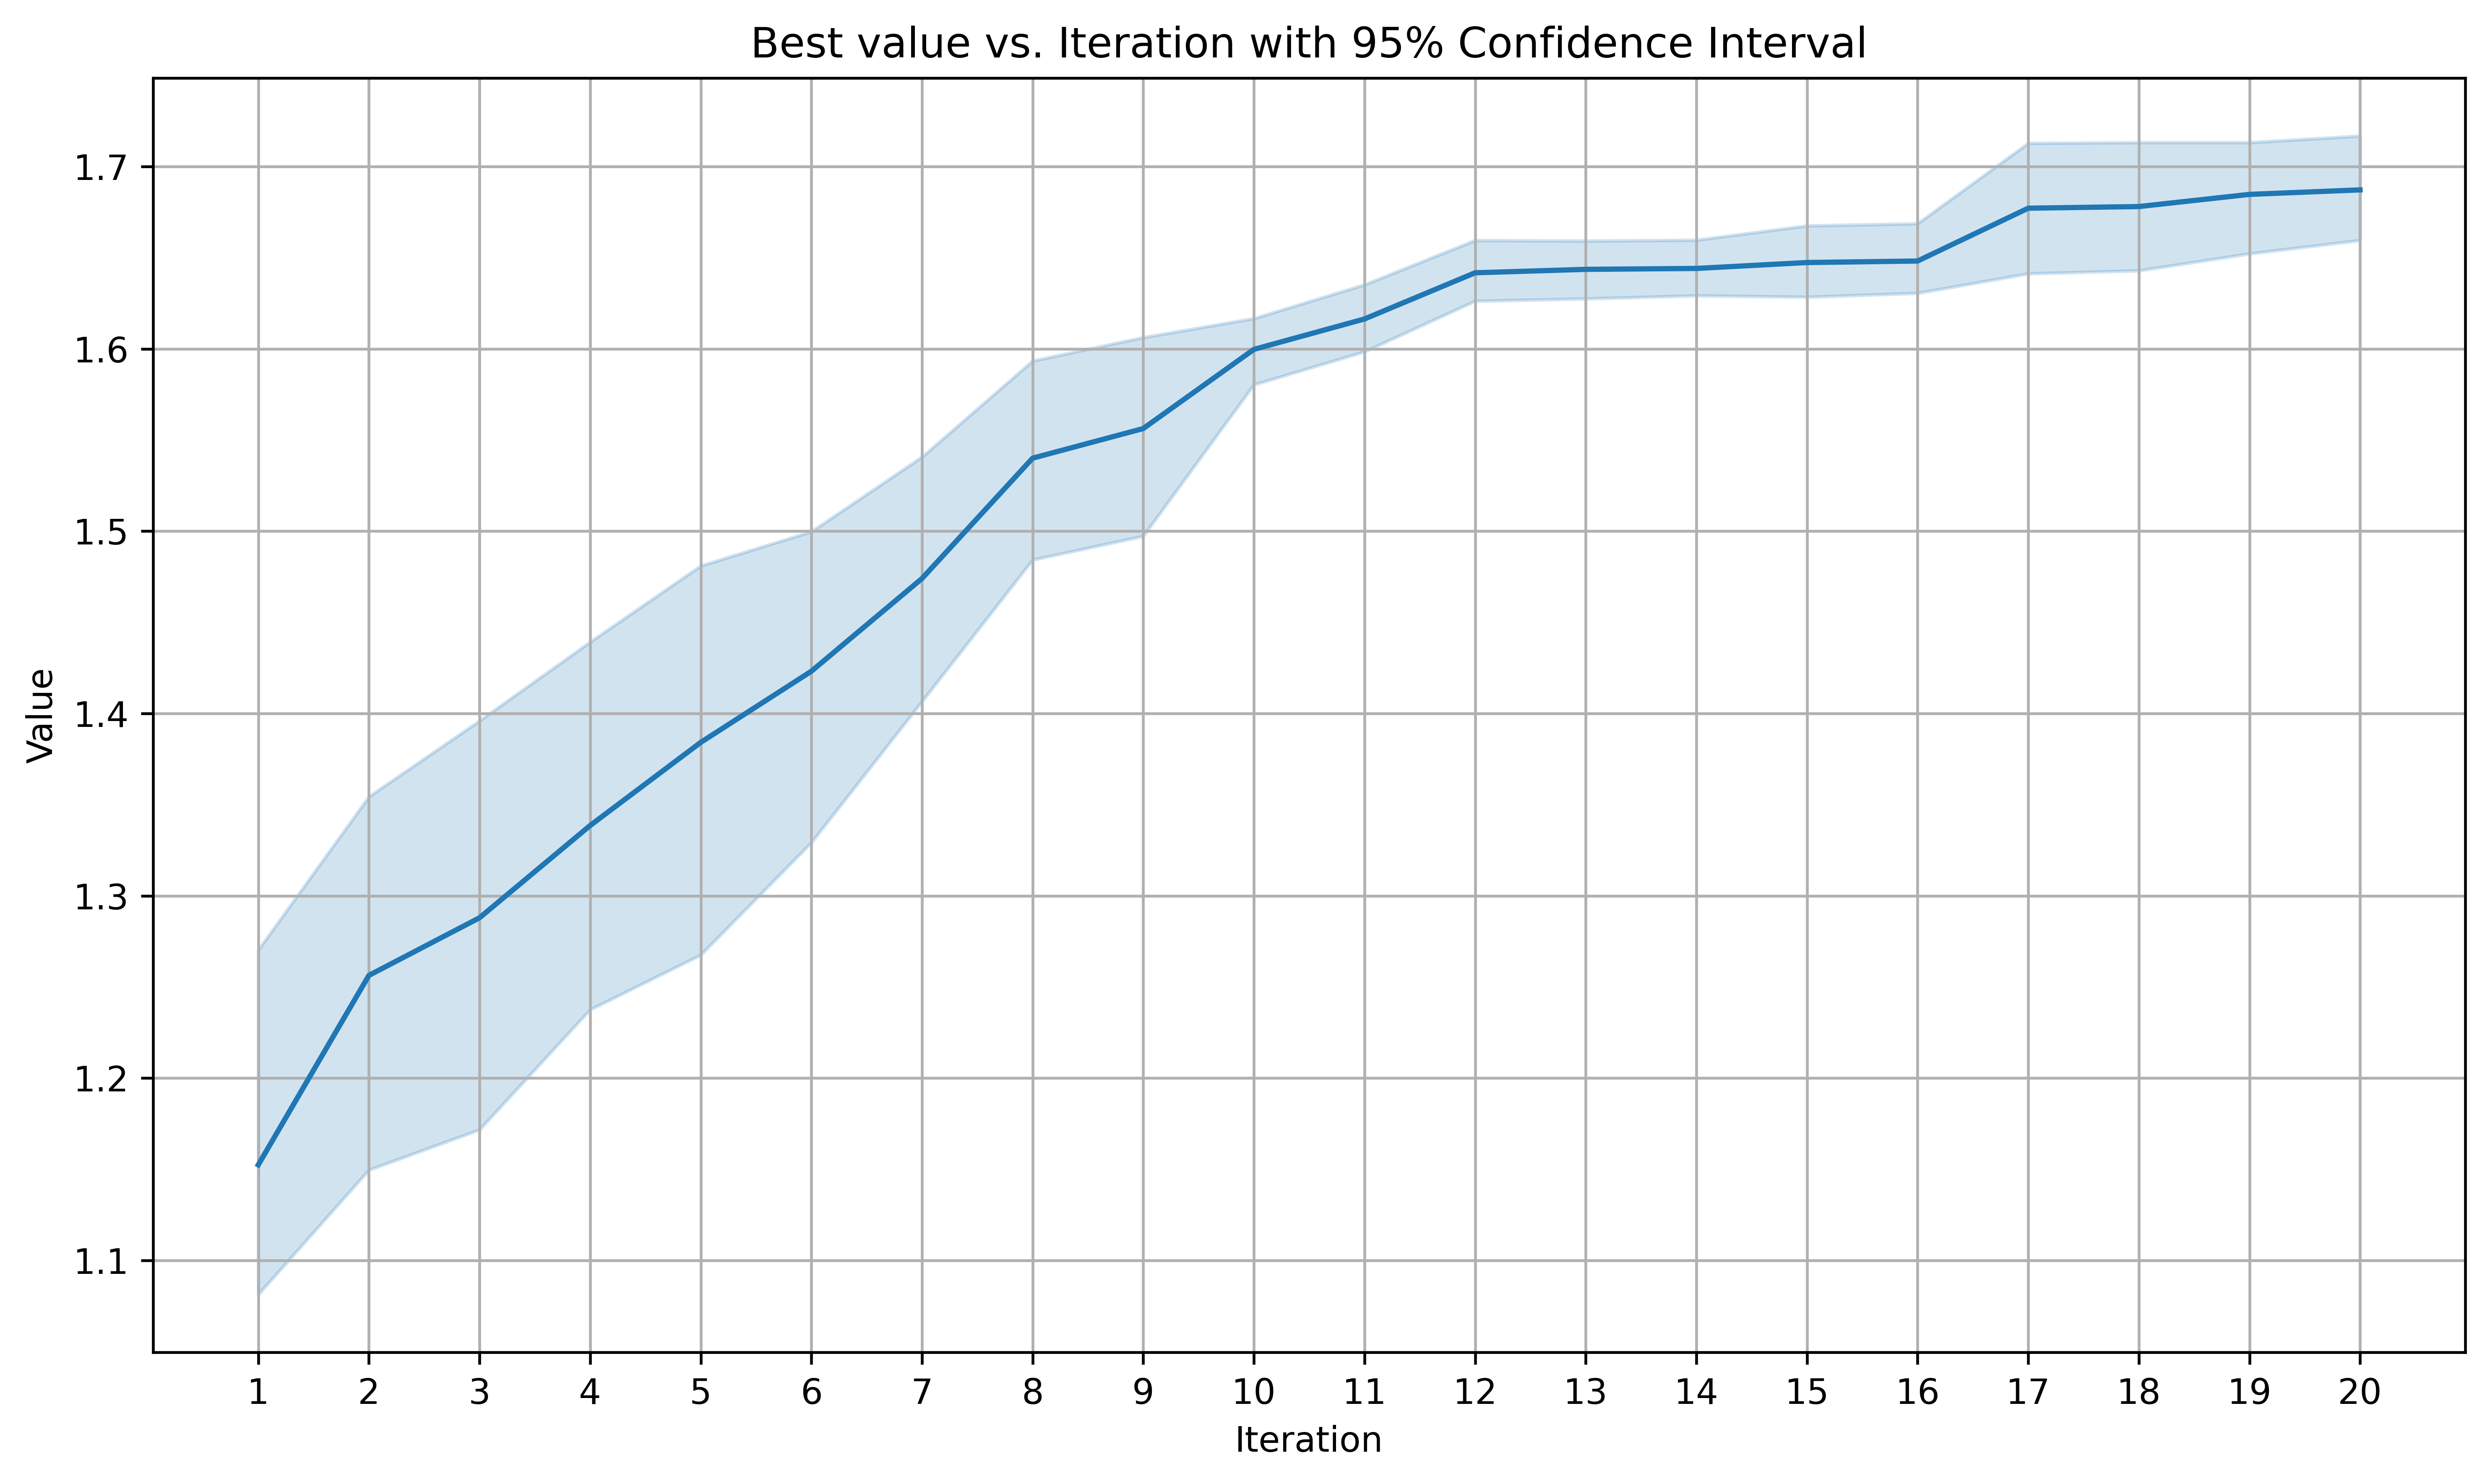 Best value vs. Iteration with 95% Confidence Interval
1.7
1.6
1.5
1.4
1.3
1.2
1.1
Value
1 2 3 4 5 6 7 8 9 10 11 12 13 14 15 16 17 18 19 20
Iteration